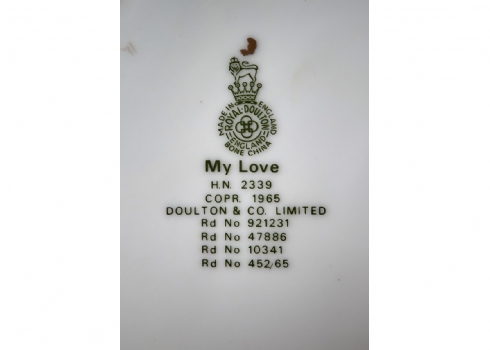 MADE IN ENGLAND
ROYAL DOULTON
ENGLAND
BONE CHINA
My Love
H.N. 2339
COPR. 1965
DOULTON & CO. LIMITED
Rd No 921231
Rd No 47886
Rd No 10341
Rd No 452/65